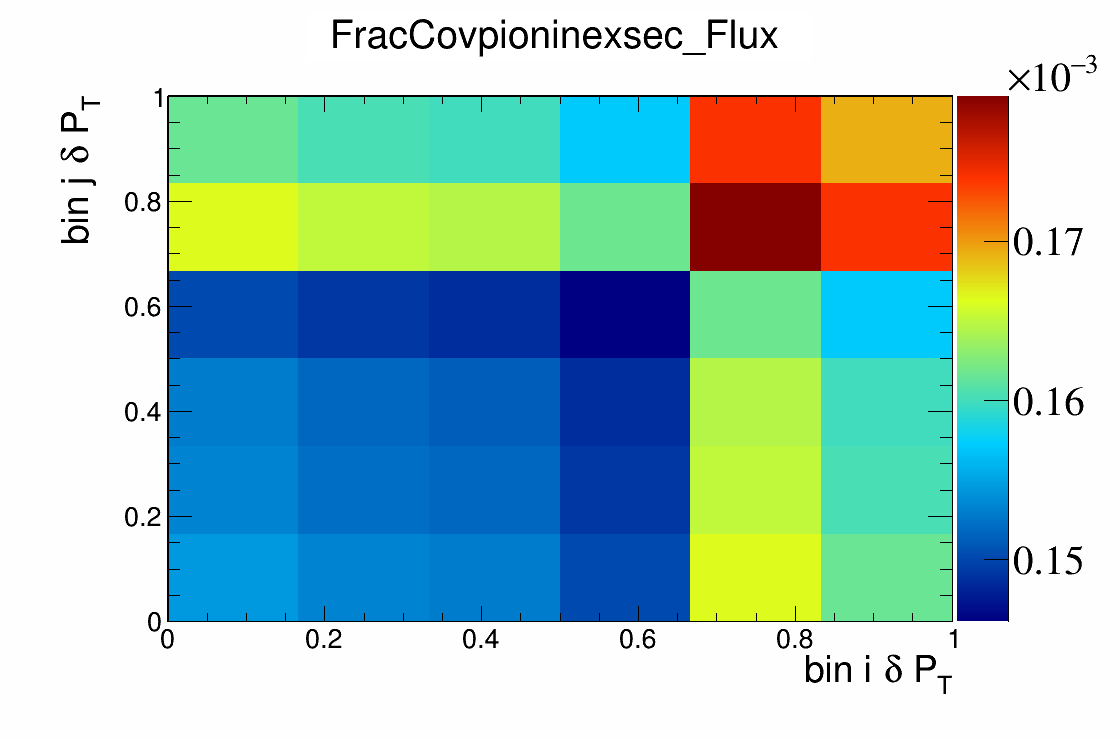 FracCovpioninexsec_Flux
×10⁻³
bin j δ P_T
1
0.8
0.6
0.4
0.2
0
0 0.2 0.4 0.6 0.8 1
bin i δ P_T
0.17
0.16
0.15